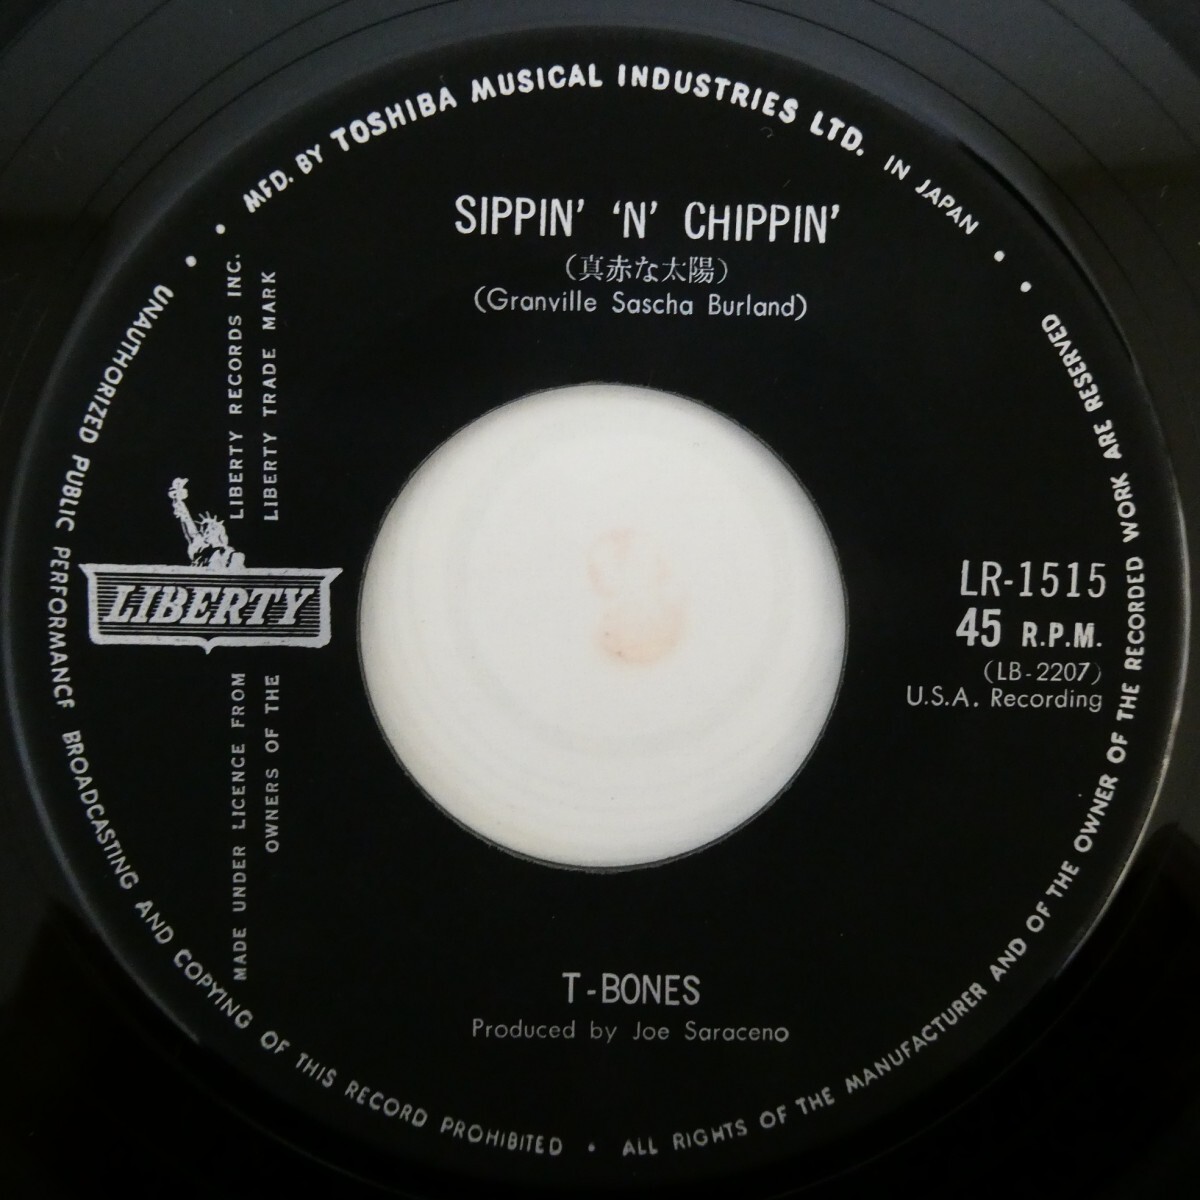 MFD. BY TOSHIBA MUSICAL INDUSTRIES LTD. IN JAPAN
SIPPIN' 'N' CHIPPIN'
(真赤な太陽)
(Granville Sascha Burland)
LIBERTY RECORDS INC.
LIBERTY TRADE MARK
LIBERTY
MADE UNDER LICENCE FROM
OWNERS OF THE
LR-1515
45 R.P.M.
(LB-2207)
U.S.A. Recording
T-BONES
Produced by Joe Saraceno
UNAUTHORIZED PUBLIC PERFORMANCE BROADCASTING AND COPYING OF THIS RECORD PROHIBITED • ALL RIGHTS OF THE MANUFACTURER AND OF THE OWNER OF THE RECORDED WORK ARE RESERVED